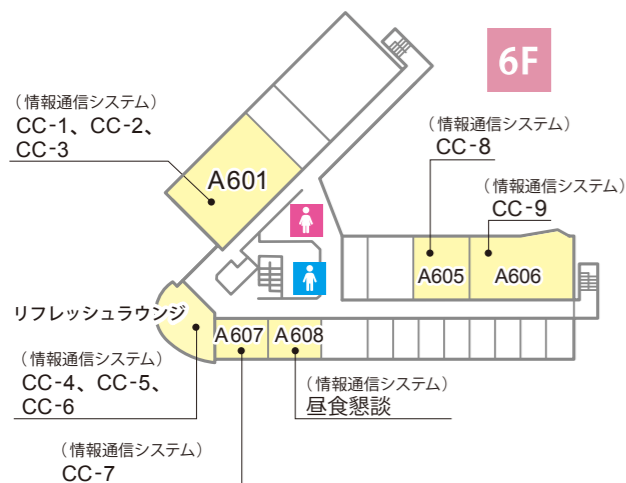 6F
（情報通信システム）
CC-1、CC-2、
CC-3
A601
（情報通信システム）
CC-8
（情報通信システム）
CC-9
A605
A606
リフレッシュラウンジ
A607
A608
（情報通信システム）
CC-4、CC-5、
CC-6
（情報通信システム）
昼食懇談
（情報通信システム）
CC-7